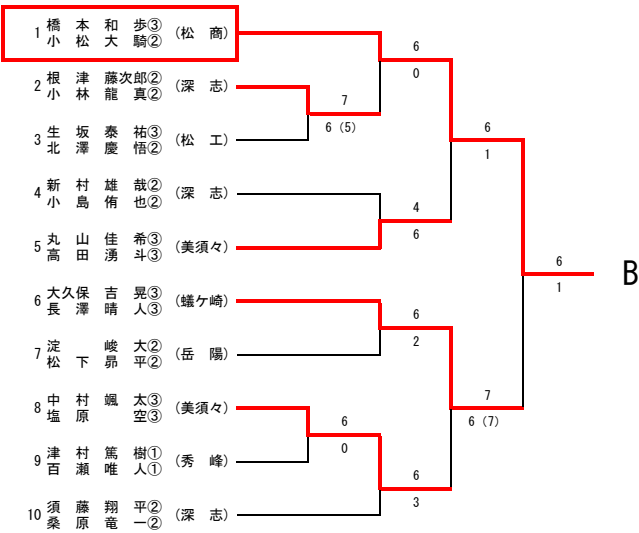 橋本和歩③
1 (松商)
小松大騎②
6
0
根津藤次郎②
2 (深志)
小林龍真②
7
6 (5)
生坂泰祐③
3 (松工)
北澤慶悟②
6
1
新村雄哉②
4 (深志)
小島侑也②
4
6
丸山佳希③
5 (美須々)
高田湧斗③
6
1
B
大久保吉晃③
6 (蟻ケ崎)
長澤晴人③
6
2
淀峻大②
7 (岳陽)
松下昴平②
7
6 (7)
中村颯太③
8 (美須々)
塩原空③
6
0
津村篤樹①
9 (秀峰)
百瀬唯人①
6
3
須藤翔平②
10 (深志)
桑原竜一②